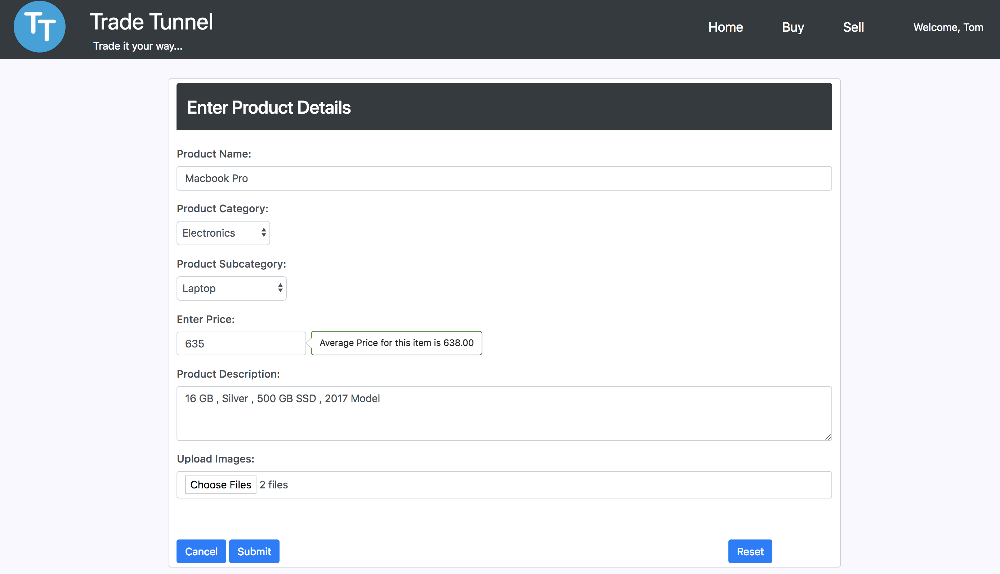 TT
Trade Tunnel
Trade it your way...
Home Buy Sell Welcome, Tom
Enter Product Details
Product Name:
Macbook Pro
Product Category:
Electronics
Product Subcategory:
Laptop
Enter Price:
635 Average Price for this item is 638.00
Product Description:
16 GB , Silver , 500 GB SSD , 2017 Model
Upload Images:
Choose Files 2 files
Cancel Submit Reset